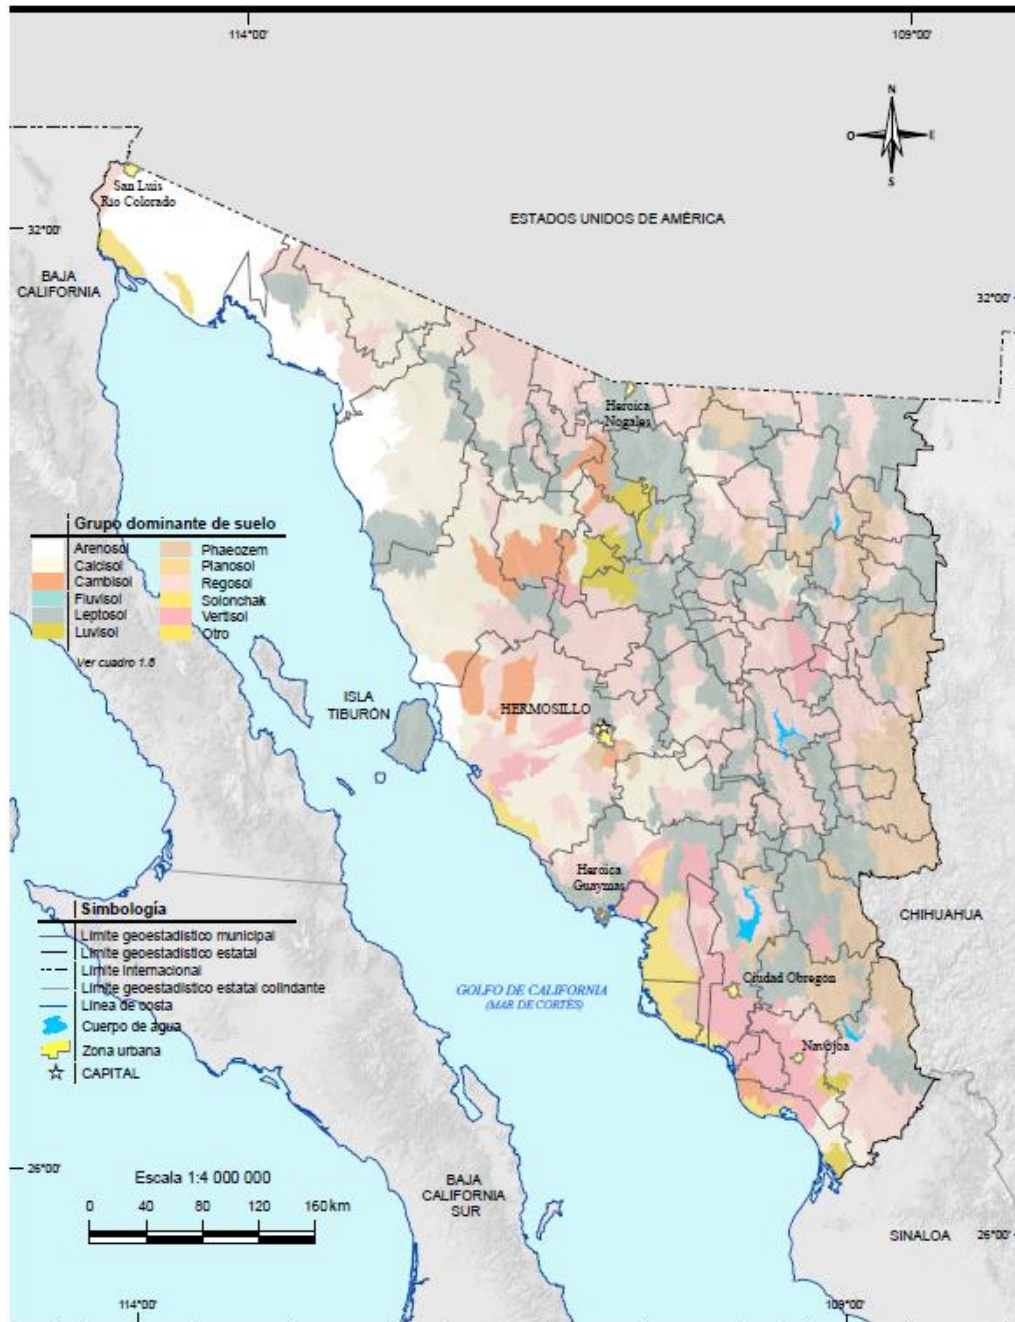 114°00'
109°00'
N
O
E
S
San Luis
Río Colorado
ESTADOS UNIDOS DE AMÉRICA
32°00'
BAJA
CALIFORNIA
32°00'
Heroica
Nogales
Grupo dominante de suelo
Arenosol
Calcisol
Cambisol
Fluvisol
Leptosol
Luvisol
Phaeozem
Planosol
Regosol
Solonchak
Vertisol
Otro
Ver cuadro 1.6
ISLA
TIBURÓN
HERMOSILLO
Heroica
Guaymas
CHIHUAHUA
Simbología
Límite geoestadístico municipal
Límite geoestadístico estatal
Límite internacional
Límite geoestadístico estatal colindante
Línea de costa
Cuerpo de agua
Zona urbana
CAPITAL
GOLFO DE CALIFORNIA
(MAR DE CORTÉS)
Ciudad Obregón
Navojoa
26°00'
Escala 1:4 000 000
0 40 80 120 160 km
BAJA
CALIFORNIA
SUR
SINALOA
26°00'
114°00'
109°00'